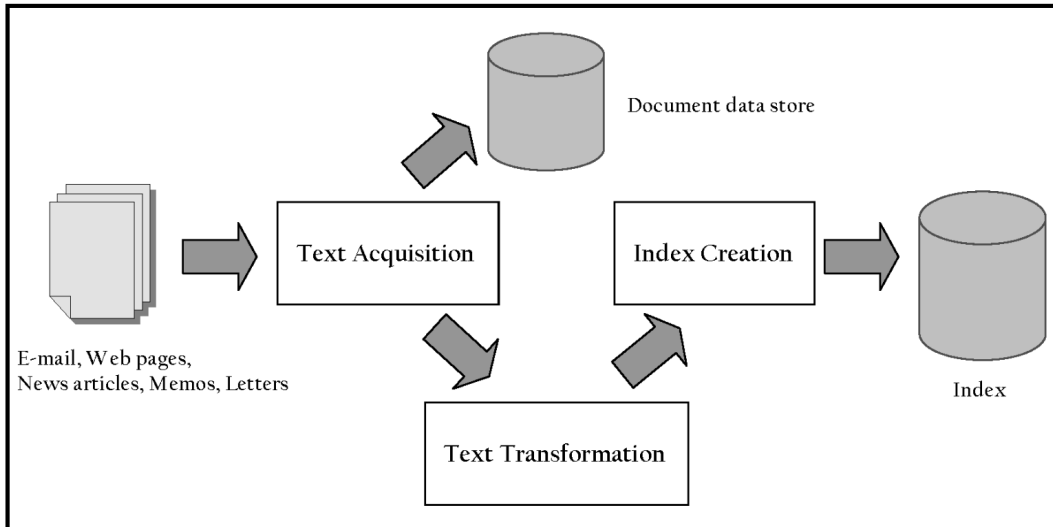 Document data store
Text Acquisition
Index Creation
E-mail, Web pages,
News articles, Memos, Letters
Index
Text Transformation